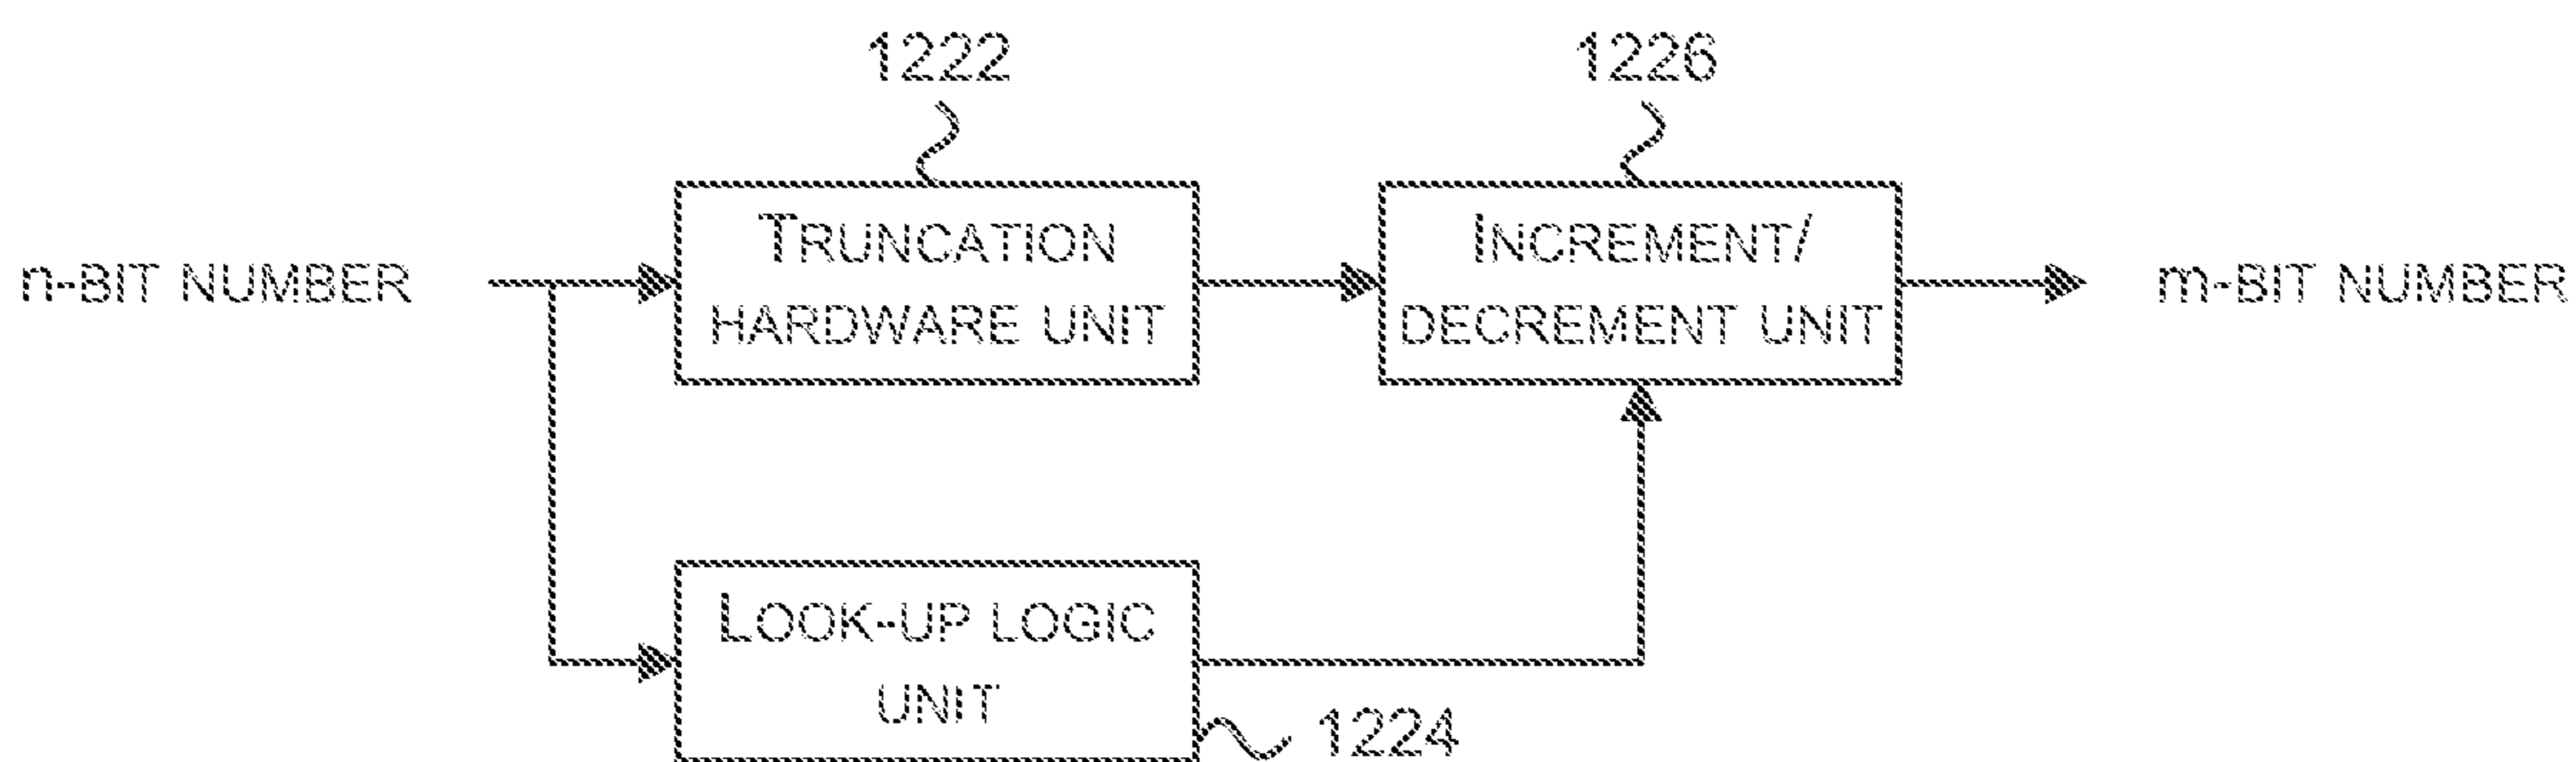 1222
1226
n-BIT NUMBER
TRUNCATION
HARDWARE UNIT
INCREMENT/
DECREMENT UNIT
m-BIT NUMBER
LOOK-UP LOGIC
UNIT
1224